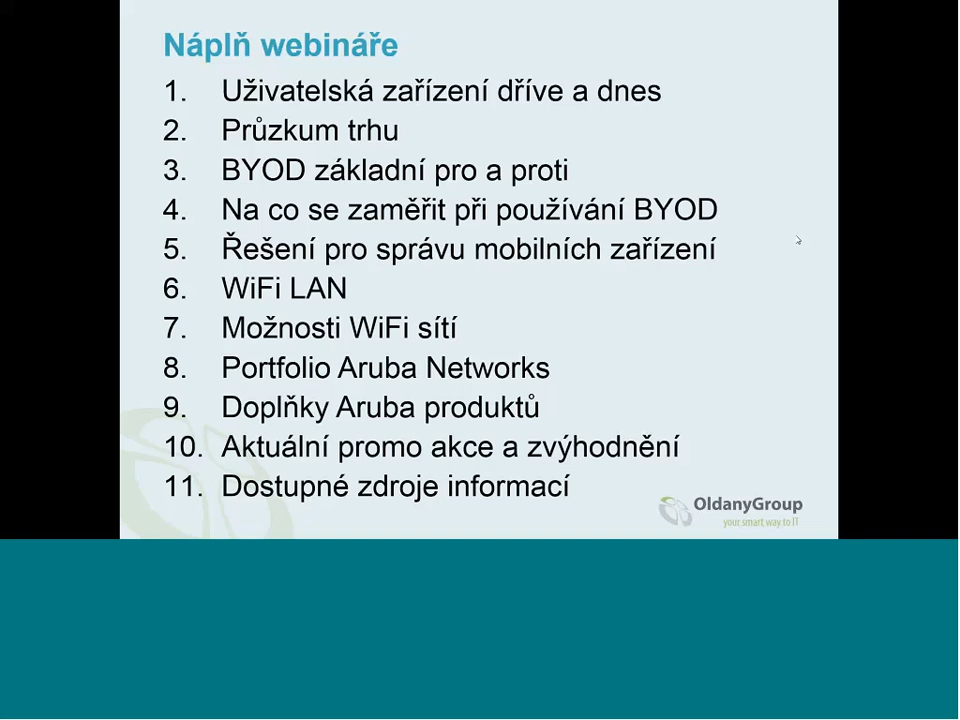 Náplň webináře
1. Uživatelská zařízení dříve a dnes
2. Průzkum trhu
3. BYOD základní pro a proti
4. Na co se zaměřit při používání BYOD
5. Řešení pro správu mobilních zařízení
6. WiFi LAN
7. Možnosti WiFi sítí
8. Portfolio Aruba Networks
9. Doplňky Aruba produktů
10. Aktuální promo akce a zvýhodnění
11. Dostupné zdroje informací
OldanyGroup
your smart way to IT